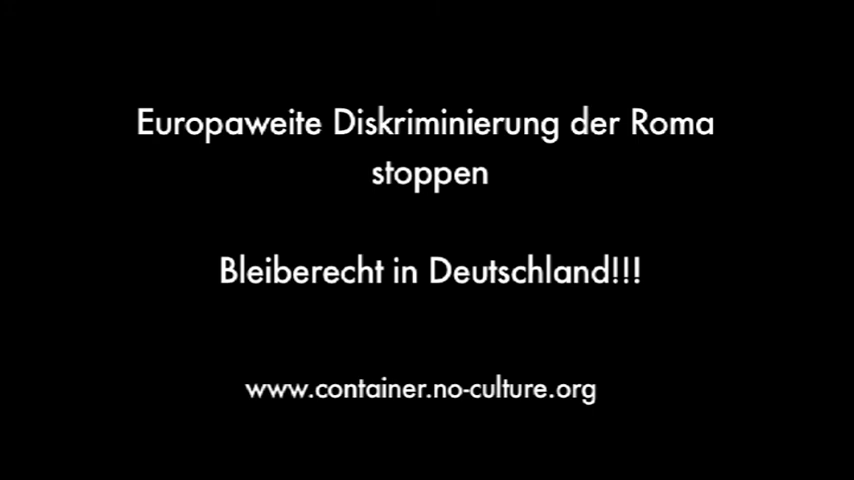 Europaweite Diskriminierung der Roma
stoppen
Bleiberecht in Deutschland!!!
www.container.no-culture.org